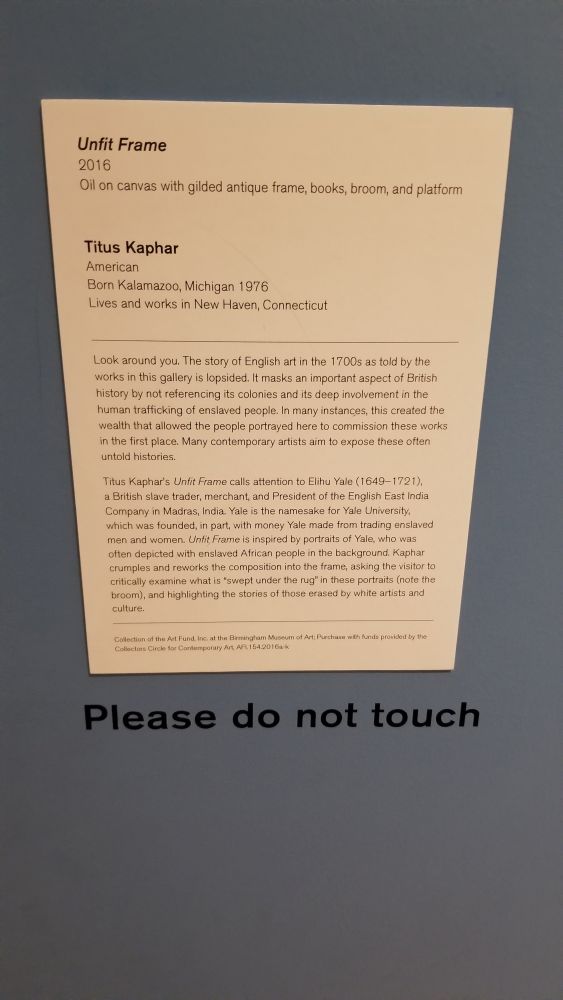 Unfit Frame
2016
Oil on canvas with gilded antique frame, books, broom, and platform
Titus Kaphar
American
Born Kalamazoo, Michigan 1976
Lives and works in New Haven, Connecticut
Look around you. The story of English art in the 1700s as told by the
works in this gallery is lopsided. It masks an important aspect of British
history by not referencing its colonies and its deep involvement in the
human trafficking of enslaved people. In many instances, this created the
wealth that allowed the people portrayed here to commission these works
in the first place. Many contemporary artists aim to expose these often
untold histories.
Titus Kaphar's Unfit Frame calls attention to Elihu Yale (1649–1721),
a British slave trader, merchant, and President of the English East India
Company in Madras, India. Yale is the namesake for Yale University,
which was founded, in part, with money Yale made from trading enslaved
men and women. Unfit Frame is inspired by portraits of Yale, who was
often depicted with enslaved African people in the background. Kaphar
crumples and reworks the composition into the frame, asking the visitor to
critically examine what is "swept under the rug" in these portraits (note the
broom), and highlighting the stories of those erased by white artists and
culture.
Collection of the Art Fund, Inc. at the Birmingham Museum of Art; Purchase with funds provided by the
Collectors Circle for Contemporary Art, AFI.154.2016a-k
Please do not touch